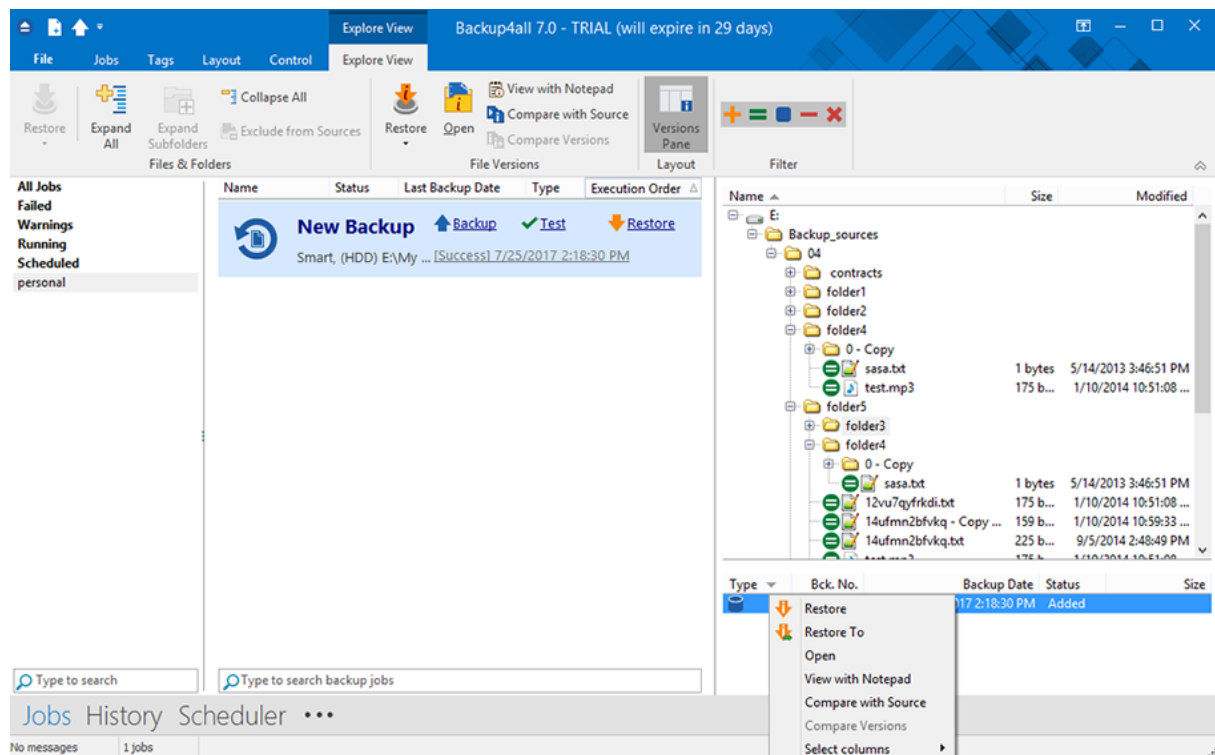 Explore View
Backup4all 7.0 - TRIAL (will expire in 29 days)
File Jobs Tags Layout Control Explore View
Restore
Expand All
Expand Subfolders
Collapse All
Exclude from Sources
Files & Folders
Restore
Open
View with Notepad
Compare with Source
Compare Versions
File Versions
Versions Pane
Layout
Filter
All Jobs
Failed
Warnings
Running
Scheduled
personal
Type to search
Name Status Last Backup Date Type Execution Order
New Backup Backup Test Restore
Smart, (HDD) E:\My ... [Success] 7/25/2017 2:18:30 PM
Type to search backup jobs
Name Size Modified
E:
Backup_sources
04
contracts
folder1
folder2
folder4
0 - Copy
sasa.txt 1 bytes 5/14/2013 3:46:51 PM
test.mp3 175 b... 1/10/2014 10:51:08 ...
folder5
folder3
folder4
0 - Copy
sasa.txt 1 bytes 5/14/2013 3:46:51 PM
12vu7qyfrkdi.txt 175 b... 1/10/2014 10:51:08 ...
14ufmn2bfvkq - Copy ... 159 b... 1/10/2014 10:59:33 ...
14ufmn2bfvkq.txt 225 b... 9/5/2014 2:48:49 PM
Type Bck. No. Backup Date Status Size
017 2:18:30 PM Added
Restore
Restore To
Open
View with Notepad
Compare with Source
Compare Versions
Select columns
Jobs History Scheduler •••
No messages 1 jobs